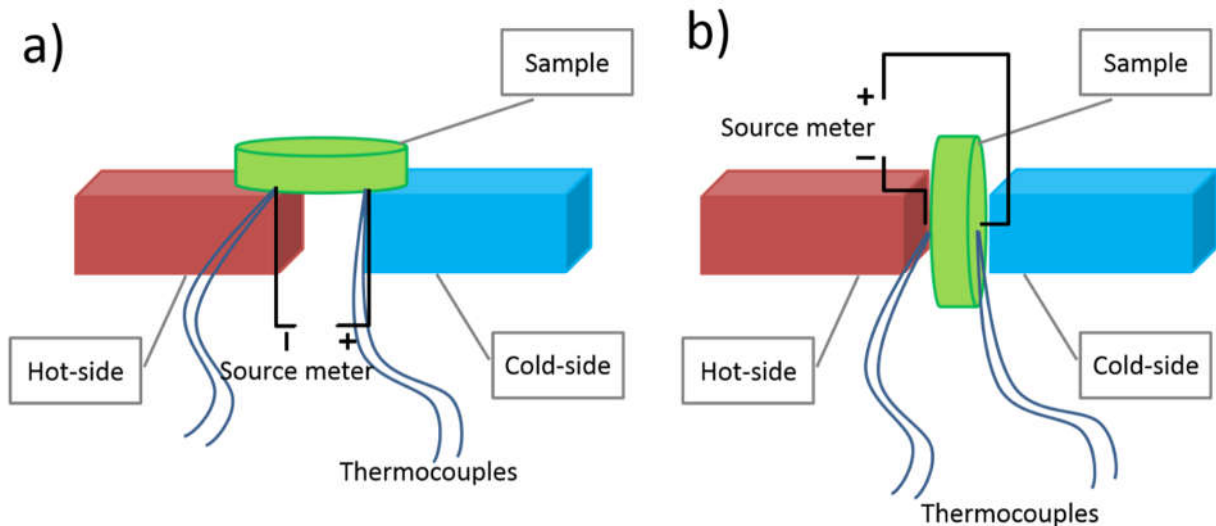 a)
Sample
Hot-side
−
+
Source meter
Cold-side
Thermocouples
b)
Sample
+
Source meter
−
Hot-side
Cold-side
Thermocouples